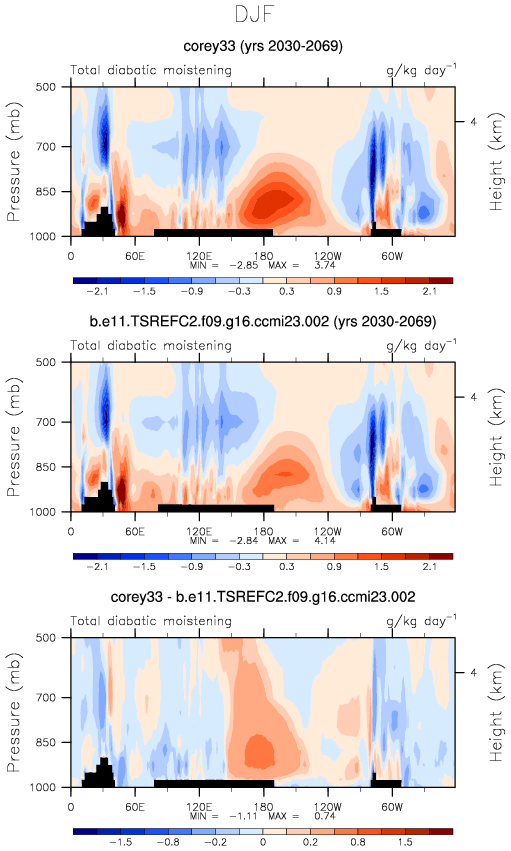 DJF
corey33 (yrs 2030-2069)
Total diabatic moistening g/kg day⁻¹
500
700
850
1000
Pressure (mb)
4
Height (km)
0 60E 120E 180 120W 60W
MIN = -2.85 MAX = 3.74
-2.1 -1.5 -0.9 -0.3 0.3 0.9 1.5 2.1
b.e11.TSREFC2.f09.g16.ccmi23.002 (yrs 2030-2069)
Total diabatic moistening g/kg day⁻¹
500
700
850
1000
Pressure (mb)
4
Height (km)
0 60E 120E 180 120W 60W
MIN = -2.84 MAX = 4.14
-2.1 -1.5 -0.9 -0.3 0.3 0.9 1.5 2.1
corey33 - b.e11.TSREFC2.f09.g16.ccmi23.002
Total diabatic moistening g/kg day⁻¹
500
700
850
1000
Pressure (mb)
4
Height (km)
0 60E 120E 180 120W 60W
MIN = -1.11 MAX = 0.74
-1.5 -0.8 -0.2 0 0.2 0.8 1.5